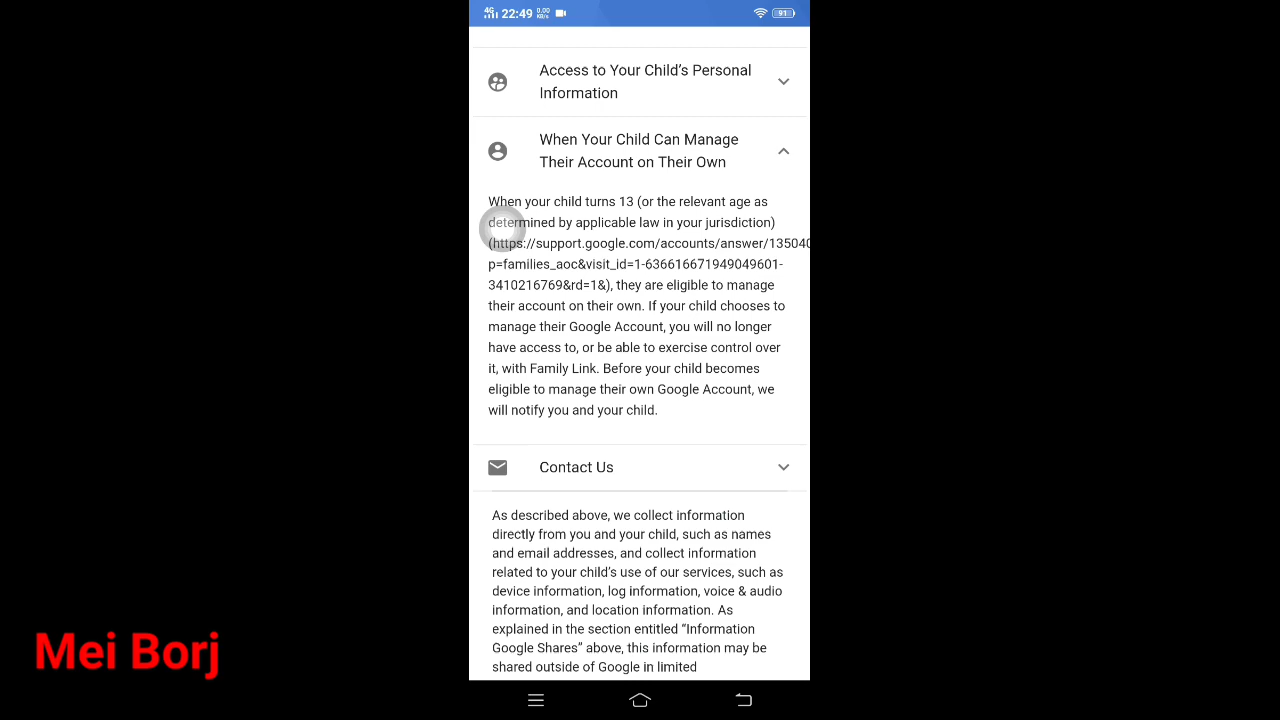 4G 22:49 0.00 KB/s 91
Access to Your Child’s Personal
Information
When Your Child Can Manage
Their Account on Their Own
When your child turns 13 (or the relevant age as
determined by applicable law in your jurisdiction)
(https://support.google.com/accounts/answer/135040
p=families_aoc&visit_id=1-636616671949049601-
3410216769&rd=1&), they are eligible to manage
their account on their own. If your child chooses to
manage their Google Account, you will no longer
have access to, or be able to exercise control over
it, with Family Link. Before your child becomes
eligible to manage their own Google Account, we
will notify you and your child.
Contact Us
As described above, we collect information
directly from you and your child, such as names
and email addresses, and collect information
related to your child’s use of our services, such as
device information, log information, voice & audio
information, and location information. As
explained in the section entitled “Information
Google Shares” above, this information may be
shared outside of Google in limited
Mei Borj